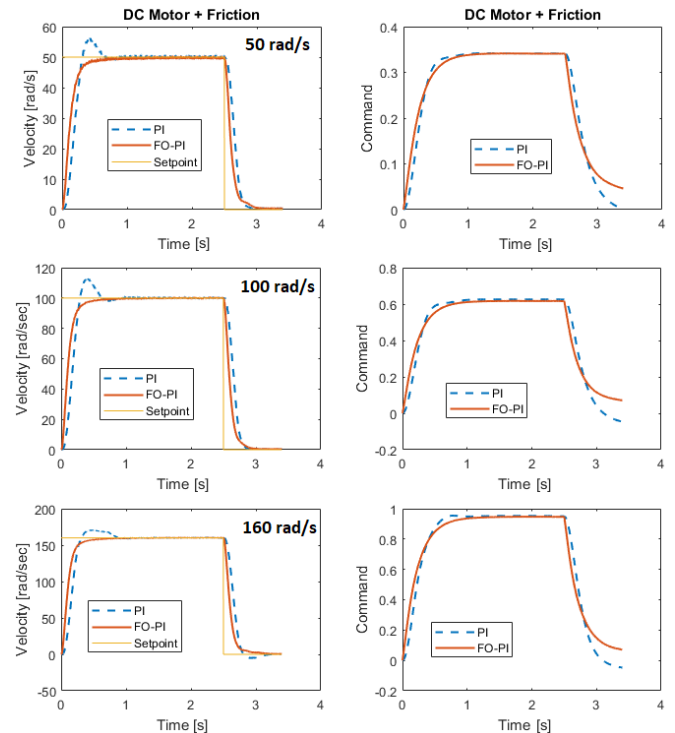 DC Motor + Friction
60
50
40
30
20
10
0
Velocity [rad/s]
50 rad/s
PI
FO-PI
Setpoint
0 1 2 3 4
Time [s]
DC Motor + Friction
0.4
0.3
0.2
0.1
0
Command
PI
FO-PI
0 1 2 3 4
Time [s]
120
100
80
60
40
20
0
Velocity [rad/sec]
100 rad/s
PI
FO-PI
Setpoint
0 1 2 3 4
Time [s]
0.8
0.6
0.4
0.2
0
-0.2
Command
PI
FO-PI
0 1 2 3 4
Time [s]
200
150
100
50
0
-50
Velocity [rad/sec]
160 rad/s
PI
FO-PI
Setpoint
0 1 2 3 4
Time [s]
1
0.8
0.6
0.4
0.2
0
-0.2
Command
PI
FO-PI
0 1 2 3 4
Time [s]